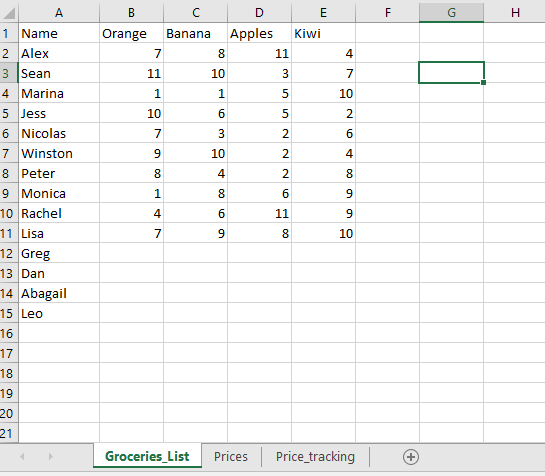 A B C D E F G H
1 Name Orange Banana Apples Kiwi
2 Alex 7 8 11 4
3 Sean 11 10 3 7
4 Marina 1 1 5 10
5 Jess 10 6 5 2
6 Nicolas 7 3 2 6
7 Winston 9 10 2 4
8 Peter 8 4 2 8
9 Monica 1 8 6 9
10 Rachel 4 6 11 9
11 Lisa 7 9 8 10
12 Greg
13 Dan
14 Abagail
15 Leo
16
17
18
19
20
21
Groceries_List Prices Price_tracking